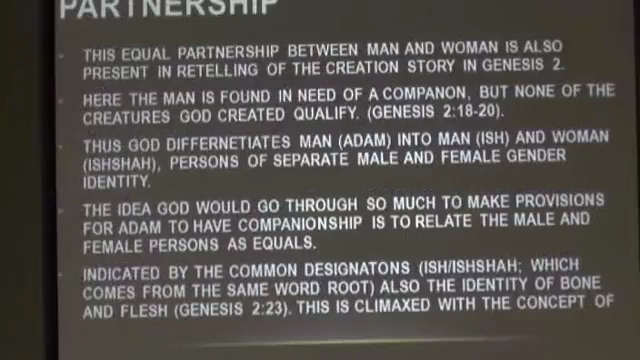 PARTNERSHIP
THIS EQUAL PARTNERSHIP BETWEEN MAN AND WOMAN IS ALSO
PRESENT IN RETELLING OF THE CREATION STORY IN GENESIS 2.
HERE THE MAN IS FOUND IN NEED OF A COMPANON, BUT NONE OF THE
CREATURES GOD CREATED QUALIFY. (GENESIS 2:18-20).
THUS GOD DIFFERNETIATES MAN (ADAM) INTO MAN (ISH) AND WOMAN
(ISHSHAH), PERSONS OF SEPARATE MALE AND FEMALE GENDER
IDENTITY.
THE IDEA GOD WOULD GO THROUGH SO MUCH TO MAKE PROVISIONS
FOR ADAM TO HAVE COMPANIONSHIP IS TO RELATE THE MALE AND
FEMALE PERSONS AS EQUALS.
INDICATED BY THE COMMON DESIGNATONS (ISH/ISHSHAH; WHICH
COMES FROM THE SAME WORD ROOT) ALSO THE IDENTITY OF BONE
AND FLESH (GENESIS 2:23). THIS IS CLIMAXED WITH THE CONCEPT OF